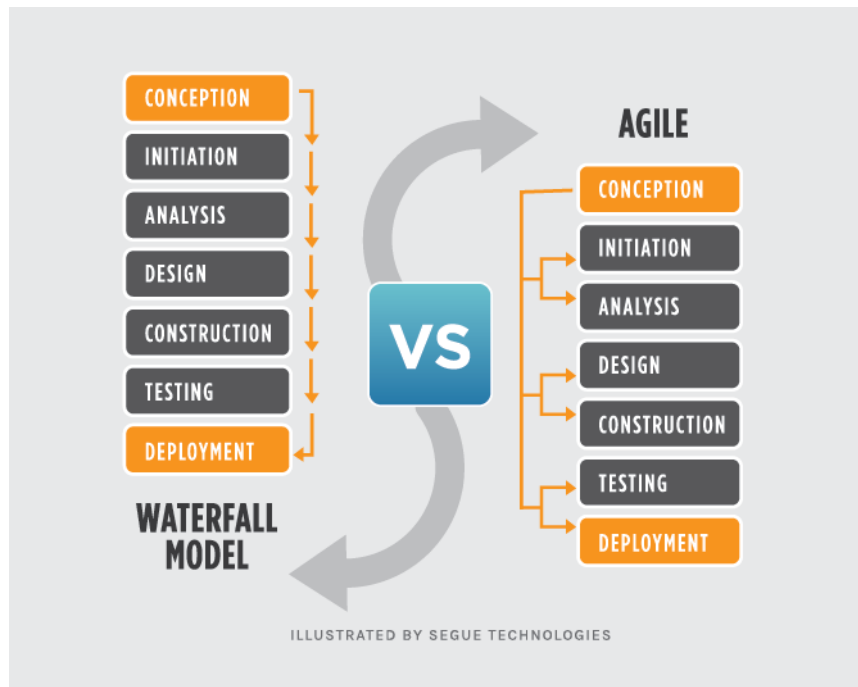 CONCEPTION
INITIATION
ANALYSIS
DESIGN
CONSTRUCTION
TESTING
DEPLOYMENT
WATERFALL
MODEL
VS
AGILE
CONCEPTION
INITIATION
ANALYSIS
DESIGN
CONSTRUCTION
TESTING
DEPLOYMENT
ILLUSTRATED BY SEGUE TECHNOLOGIES